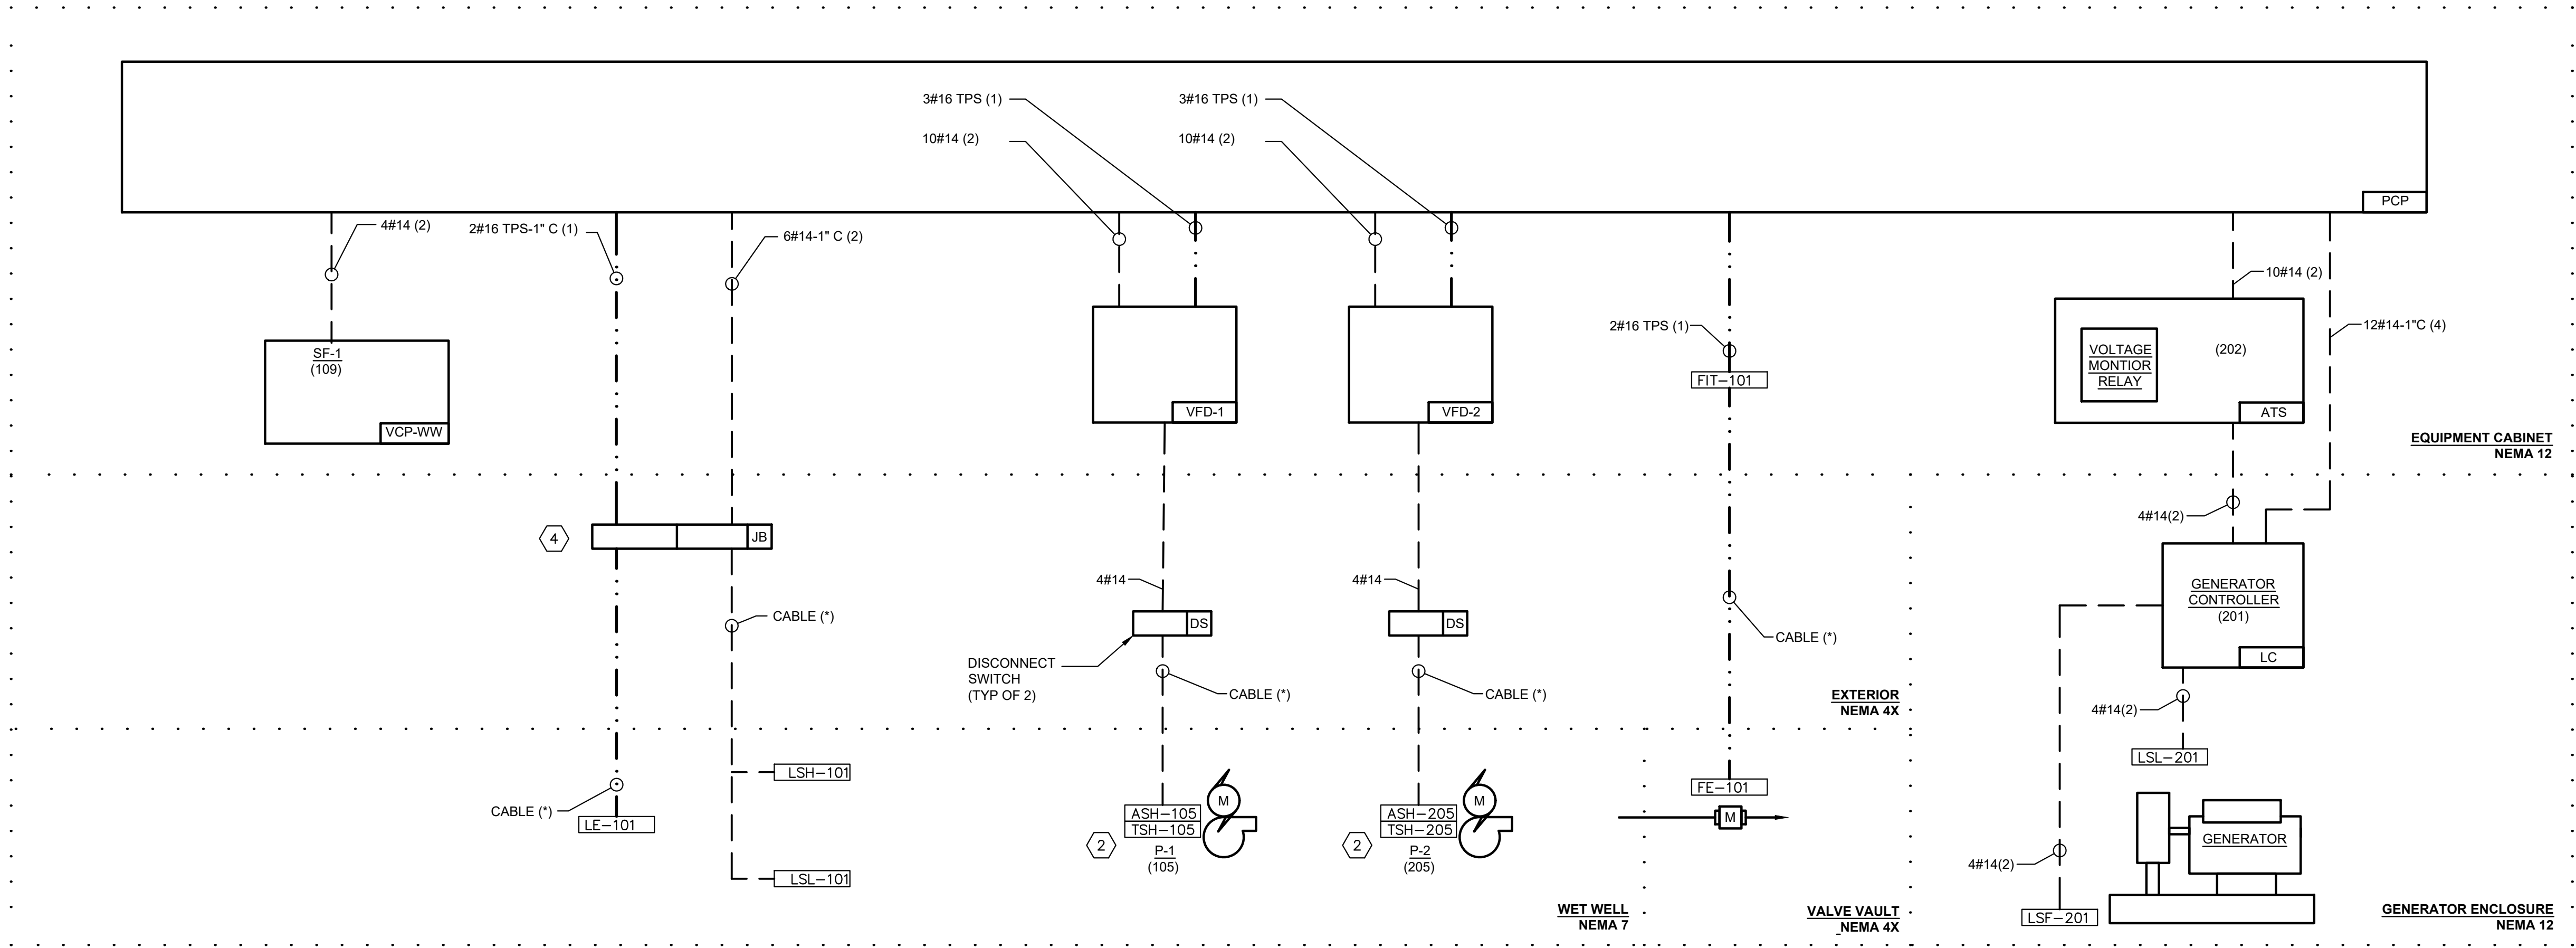 3#16 TPS (1)
3#16 TPS (1)
10#14 (2)
10#14 (2)
PCP
4#14 (2)
2#16 TPS-1" C (1)
6#14-1" C (2)
10#14 (2)
2#16 TPS (1)
12#14-1"C (4)
SF-1
(109)
VCP-WW
VFD-1
VFD-2
FIT-101
VOLTAGE
MONTIOR
RELAY
(202)
ATS
EQUIPMENT CABINET
NEMA 12
4#14(2)
4
JB
4#14
4#14
GENERATOR
CONTROLLER
(201)
LC
CABLE (*)
DS
DS
CABLE (*)
DISCONNECT
SWITCH
(TYP OF 2)
CABLE (*)
CABLE (*)
EXTERIOR
NEMA 4X
4#14(2)
LSL-201
LSH-101
CABLE (*)
LE-101
LSL-101
ASH-105
TSH-105
M
2
P-1
(105)
ASH-205
TSH-205
M
2
P-2
(205)
FE-101
M
GENERATOR
4#14(2)
LSF-201
WET WELL
NEMA 7
VALVE VAULT
NEMA 4X
GENERATOR ENCLOSURE
NEMA 12